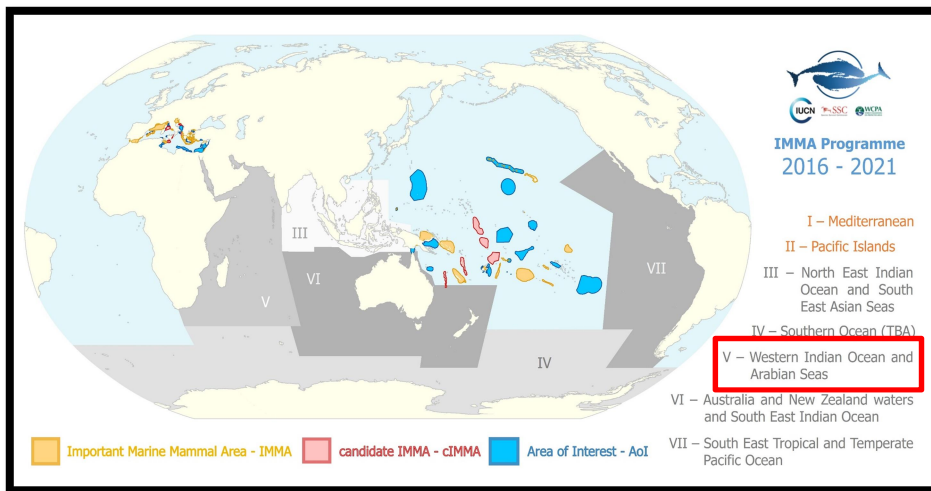 IUCN
SSC
WCPA
IMMA Programme
2016 - 2021
I – Mediterranean
II – Pacific Islands
III – North East Indian
Ocean and South
East Asian Seas
IV – Southern Ocean (TBA)
V – Western Indian Ocean and
Arabian Seas
VI – Australia and New Zealand waters
and South East Indian Ocean
VII – South East Tropical and Temperate
Pacific Ocean
III
VI
V
VII
IV
Important Marine Mammal Area - IMMA
candidate IMMA - cIMMA
Area of Interest - AoI